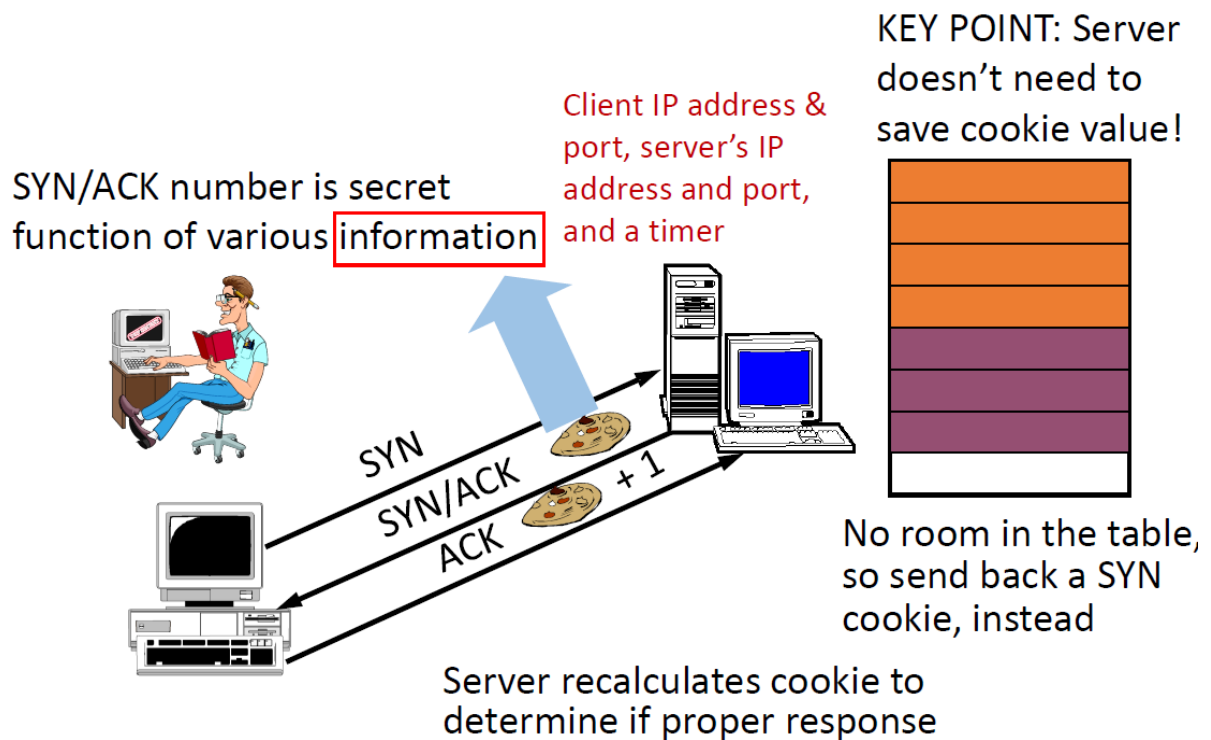 KEY POINT: Server
doesn't need to
save cookie value!
Client IP address &
port, server's IP
address and port,
and a timer
SYN/ACK number is secret
function of various information
SYN
SYN/ACK
+ 1
ACK
No room in the table,
so send back a SYN
cookie, instead
Server recalculates cookie to
determine if proper response